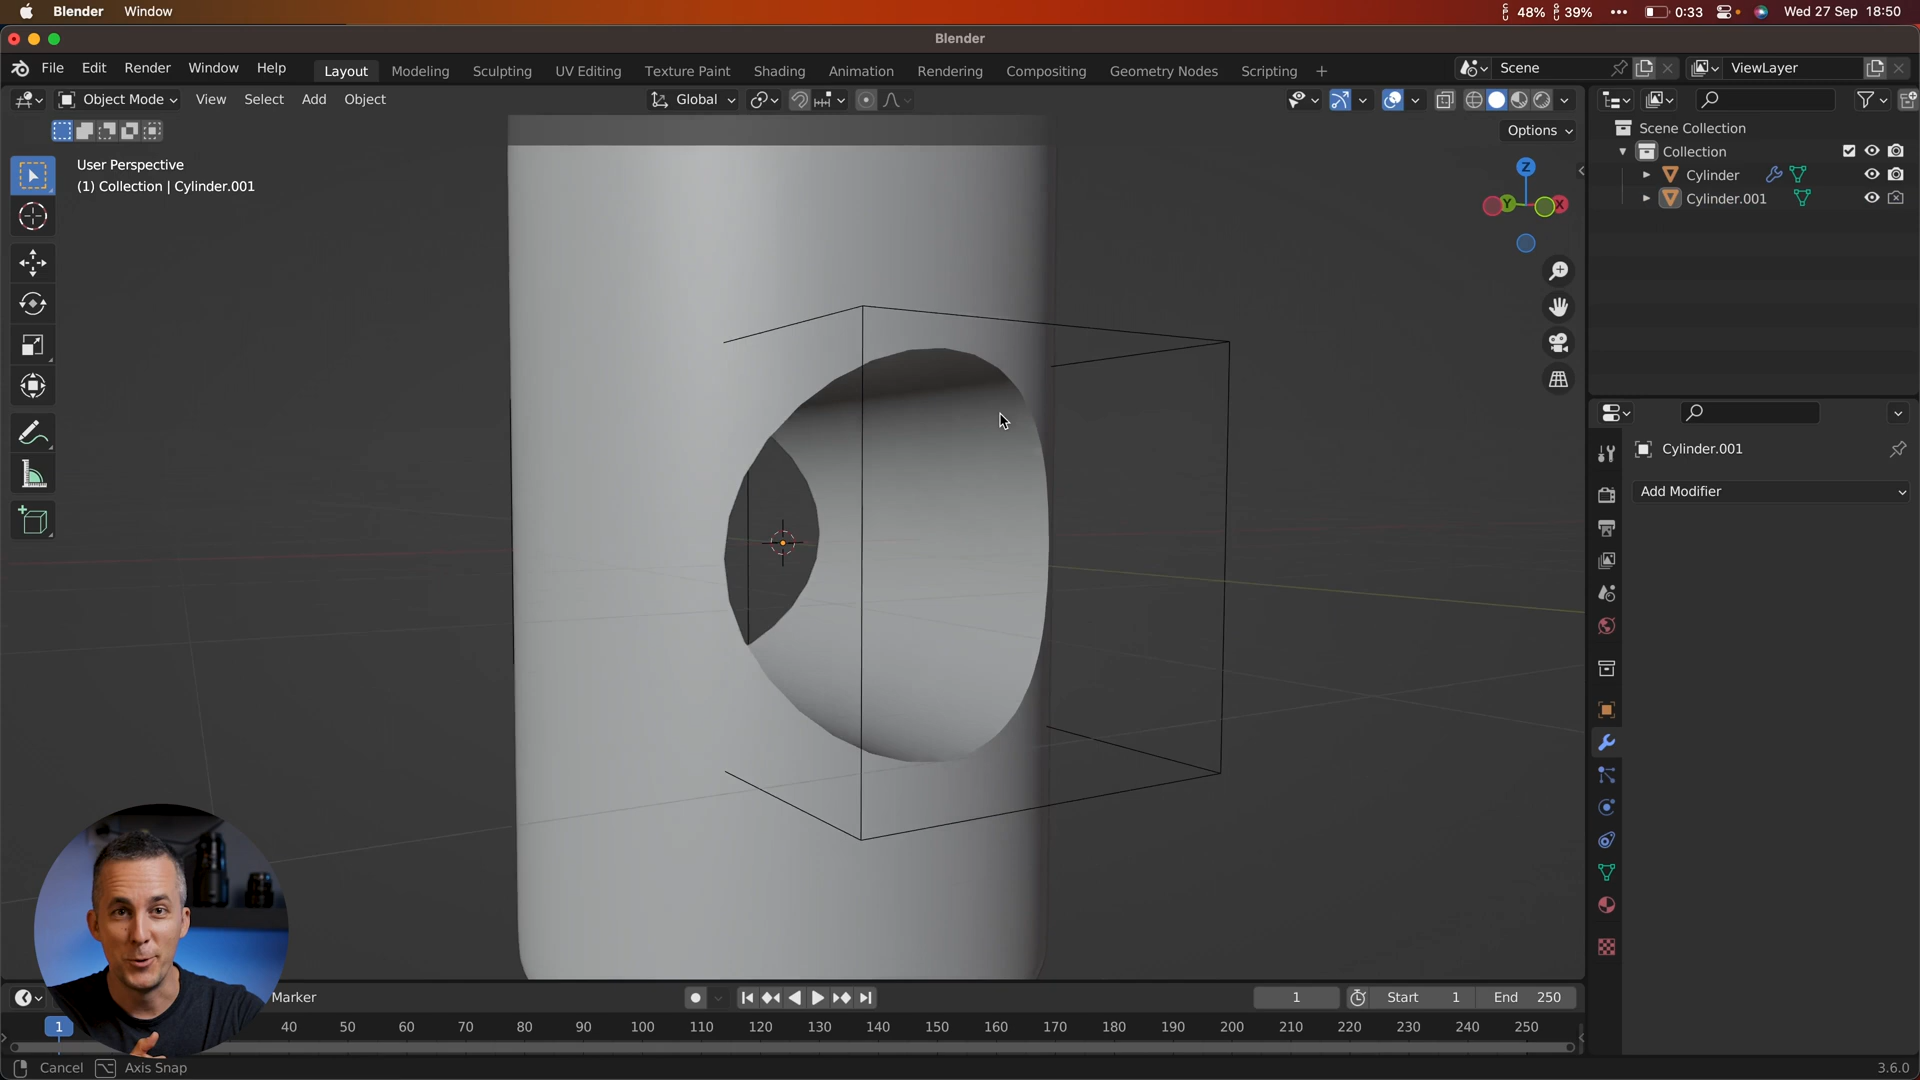 Blender Window 48% 39% 0:33 Wed 27 Sep 18:50
Blender
File Edit Render Window Help Layout Modeling Sculpting UV Editing Texture Paint Shading Animation Rendering Compositing Geometry Nodes Scripting + Scene ViewLayer
Object Mode View Select Add Object Global
Options
User Perspective
(1) Collection | Cylinder.001
Z
Y X
Scene Collection
Collection
Cylinder
Cylinder.001
Cylinder.001
Add Modifier
Marker 1 Start 1 End 250
1 40 50 60 70 80 90 100 110 120 130 140 150 160 170 180 190 200 210 220 230 240 250
Cancel Axis Snap 3.6.0